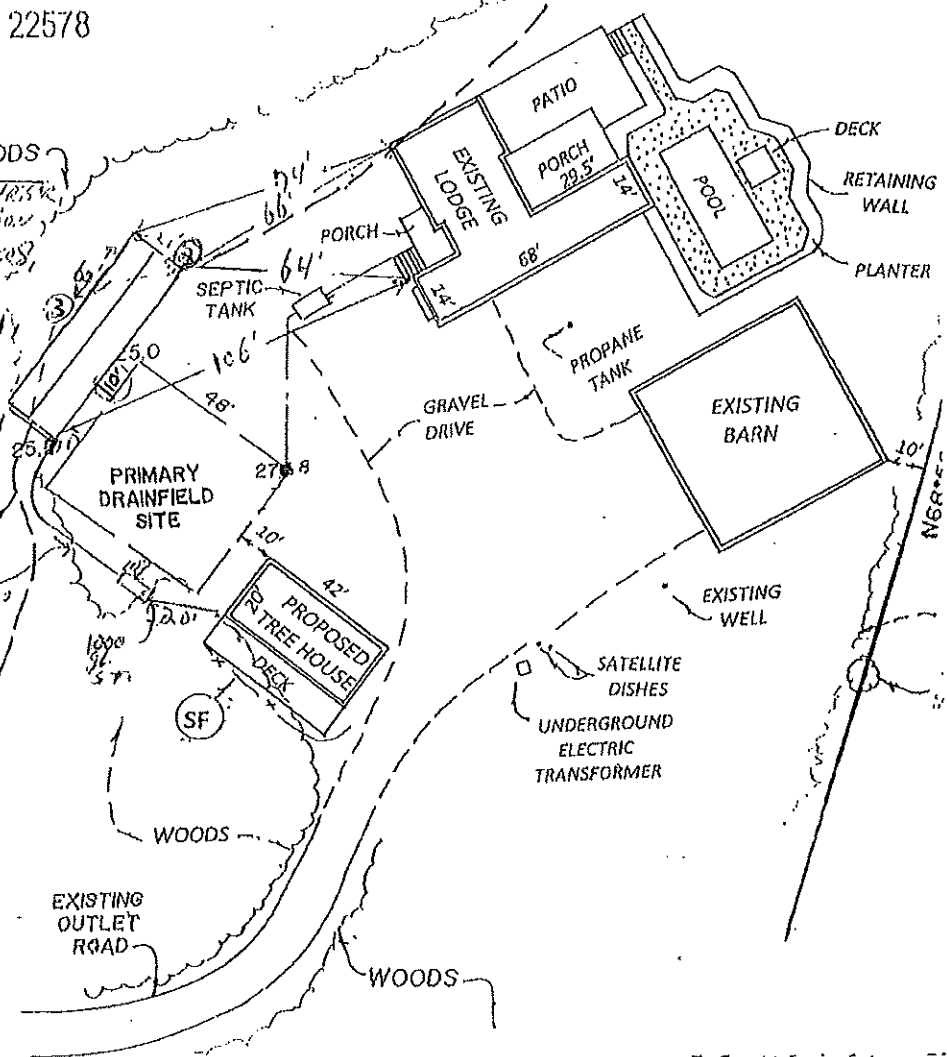 22578
PATIO
DECK
PORCH
29.5'
EXISTING
LODGE
14'
POOL
RETAINING
WALL
74'
66'
PORCH
68'
PLANTER
64'
SEPTIC
TANK
14'
3
106'
PROPANE
TANK
25.0
10'
48'
GRAVEL
DRIVE
EXISTING
BARN
10'
PRIMARY
DRAINFIELD
SITE
10'
42'
20'
PROPOSED
TREE HOUSE
DECK
EXISTING
WELL
20'
1000
SF
SATELLITE
DISHES
UNDERGROUND
ELECTRIC
TRANSFORMER
WOODS
EXISTING
OUTLET
ROAD
WOODS